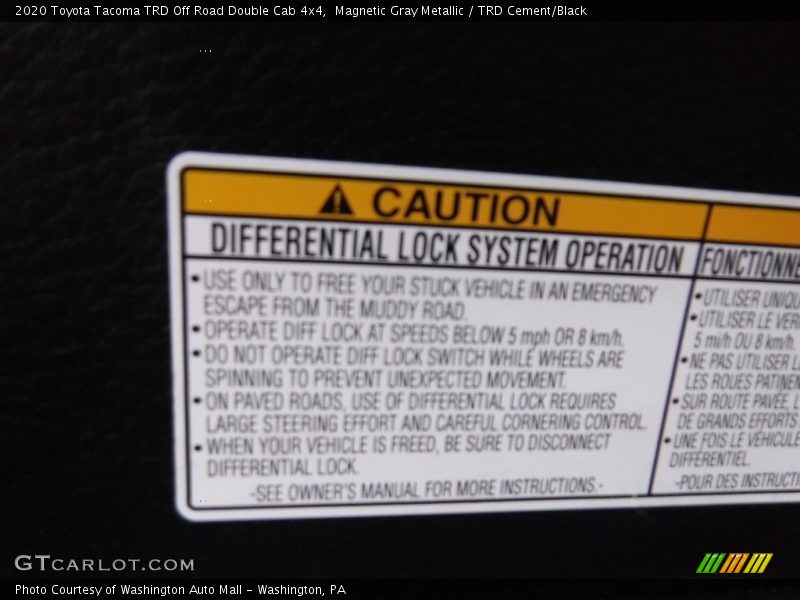 2020 Toyota Tacoma TRD Off Road Double Cab 4x4,  Magnetic Gray Metallic / TRD Cement/Black
CAUTION
DIFFERENTIAL LOCK SYSTEM OPERATION
• USE ONLY TO FREE YOUR STUCK VEHICLE IN AN EMERGENCY
ESCAPE FROM THE MUDDY ROAD.
• OPERATE DIFF LOCK AT SPEEDS BELOW 5 mph OR 8 km/h.
• DO NOT OPERATE DIFF LOCK SWITCH WHILE WHEELS ARE
SPINNING TO PREVENT UNEXPECTED MOVEMENT.
• ON PAVED ROADS, USE OF DIFFERENTIAL LOCK REQUIRES
LARGE STEERING EFFORT AND CAREFUL CORNERING CONTROL.
• WHEN YOUR VEHICLE IS FREED, BE SURE TO DISCONNECT
DIFFERENTIAL LOCK.
-SEE OWNER'S MANUAL FOR MORE INSTRUCTIONS.-
FONCTIONNE
• UTILISER UNIQU
• UTILISER LE VER
5 mi/h OU 8 km/h.
• NE PAS UTILISER L
LES ROUES PATINEN
• SUR ROUTE PAVÉE, L
DE GRANDS EFFORTS
• UNE FOIS LE VÉHICULE
DIFFERENTIEL.
-POUR DES INSTRUCTI
GTCARLOT.COM
Photo Courtesy of Washington Auto Mall - Washington, PA